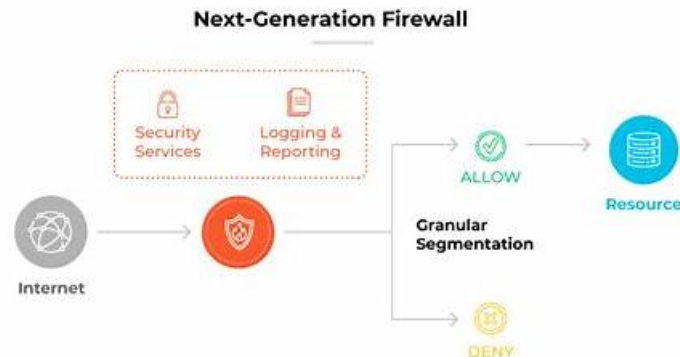 Next-Generation Firewall
Security
Services
Logging &
Reporting
ALLOW
Resource
Granular
Segmentation
Internet
DENY